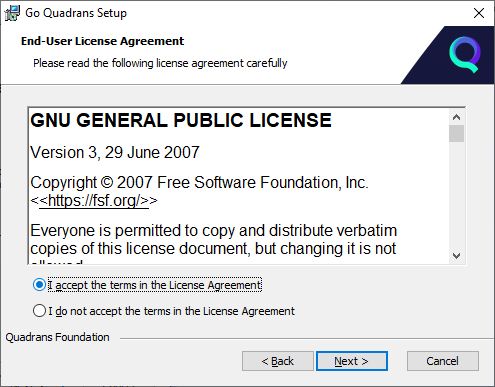 Go Quadrans Setup
End-User License Agreement
Please read the following license agreement carefully
GNU GENERAL PUBLIC LICENSE
Version 3, 29 June 2007
Copyright © 2007 Free Software Foundation, Inc.
<<https://fsf.org/>>
Everyone is permitted to copy and distribute verbatim
copies of this license document, but changing it is not
allowed
I accept the terms in the License Agreement
I do not accept the terms in the License Agreement
Quadrans Foundation
< Back
Next >
Cancel